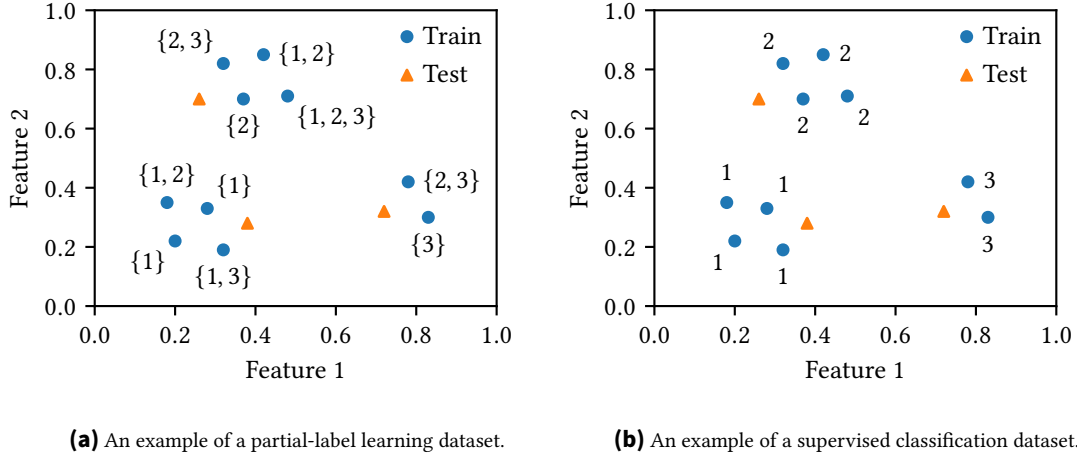 1.0
0.8
0.6
0.4
0.2
0.0
Feature 2
{2, 3}
{1, 2}
{2}
{1, 2, 3}
{1, 2}
{1}
{1}
{1, 3}
{2, 3}
{3}
Train
Test
0.0 0.2 0.4 0.6 0.8 1.0
Feature 1
(a) An example of a partial-label learning dataset.
1.0
0.8
0.6
0.4
0.2
0.0
Feature 2
2
2
2
2
1
1
1
1
3
3
Train
Test
0.0 0.2 0.4 0.6 0.8 1.0
Feature 1
(b) An example of a supervised classification dataset.